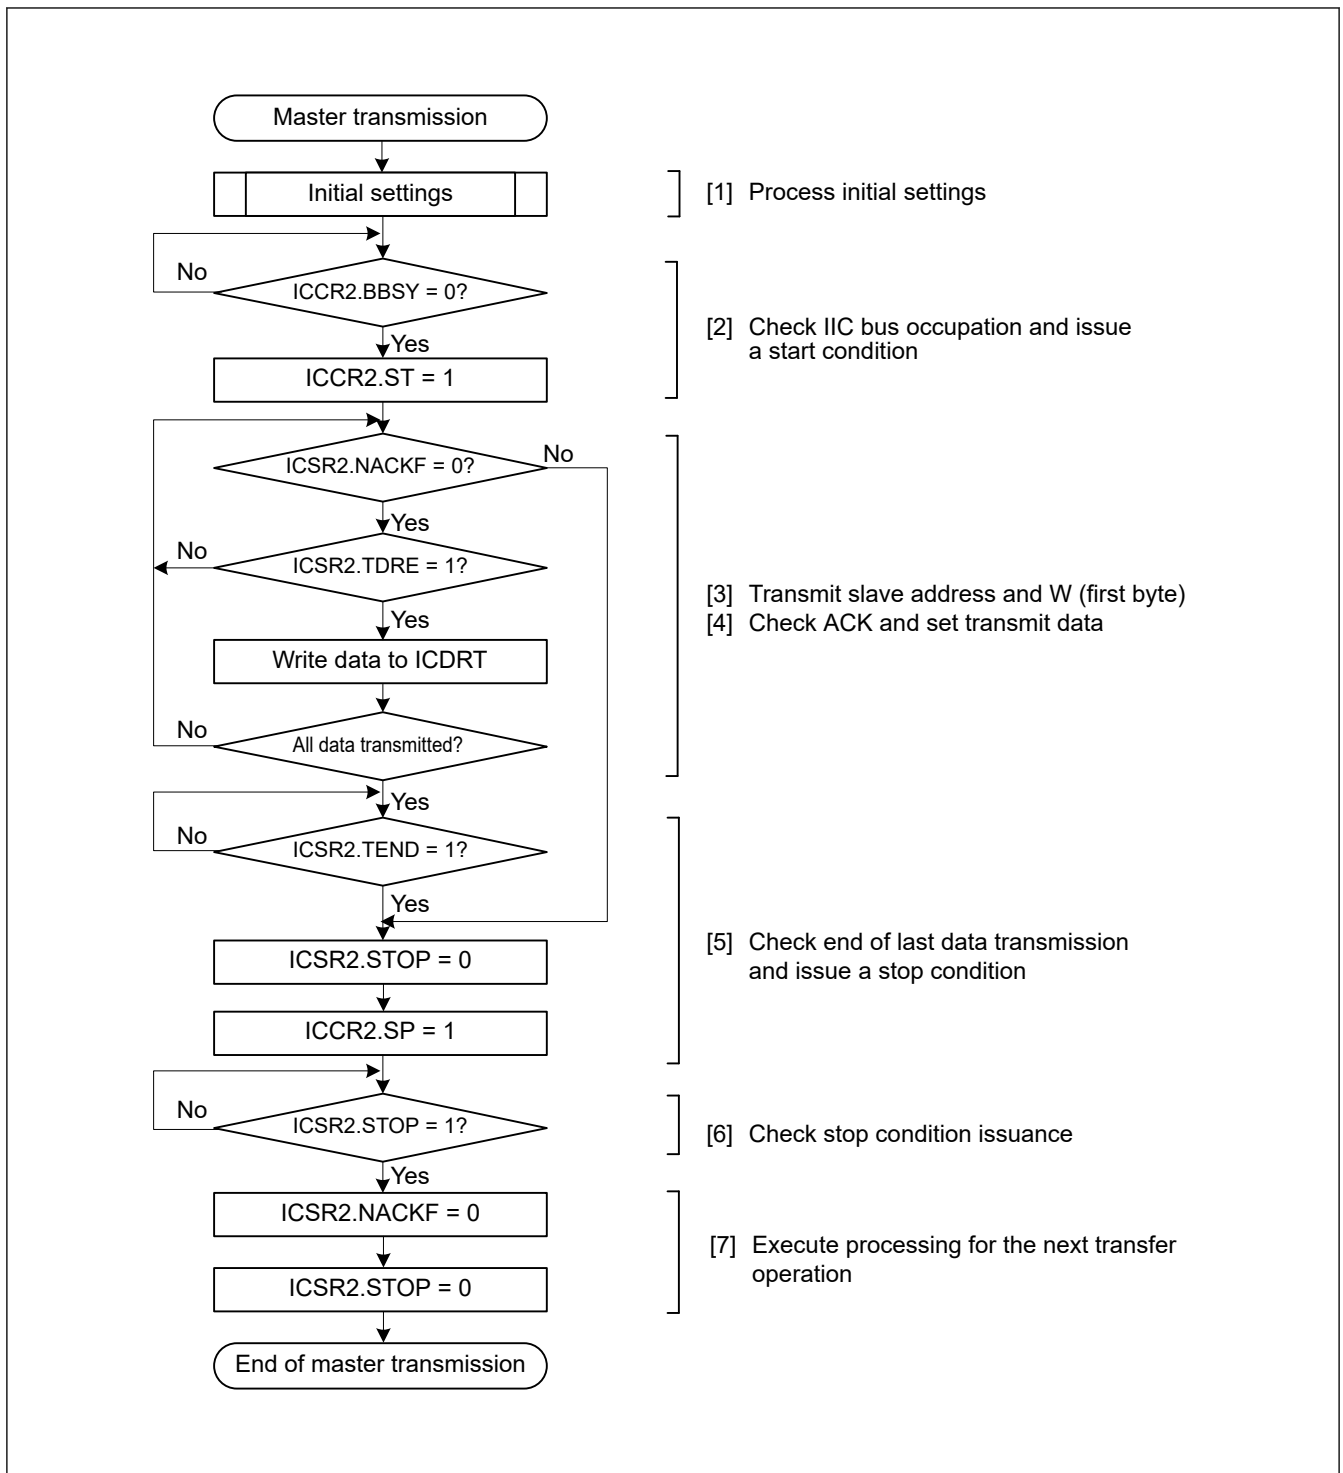 Master transmission
Initial settings
[1] Process initial settings
No
ICCR2.BBSY = 0?
Yes
[2] Check IIC bus occupation and issue
a start condition
ICCR2.ST = 1
ICSR2.NACKF = 0?
No
Yes
No
ICSR2.TDRE = 1?
Yes
[3] Transmit slave address and W (first byte)
[4] Check ACK and set transmit data
Write data to ICDRT
No
All data transmitted?
Yes
No
ICSR2.TEND = 1?
Yes
[5] Check end of last data transmission
and issue a stop condition
ICSR2.STOP = 0
ICCR2.SP = 1
No
ICSR2.STOP = 1?
[6] Check stop condition issuance
Yes
ICSR2.NACKF = 0
[7] Execute processing for the next transfer
operation
ICSR2.STOP = 0
End of master transmission